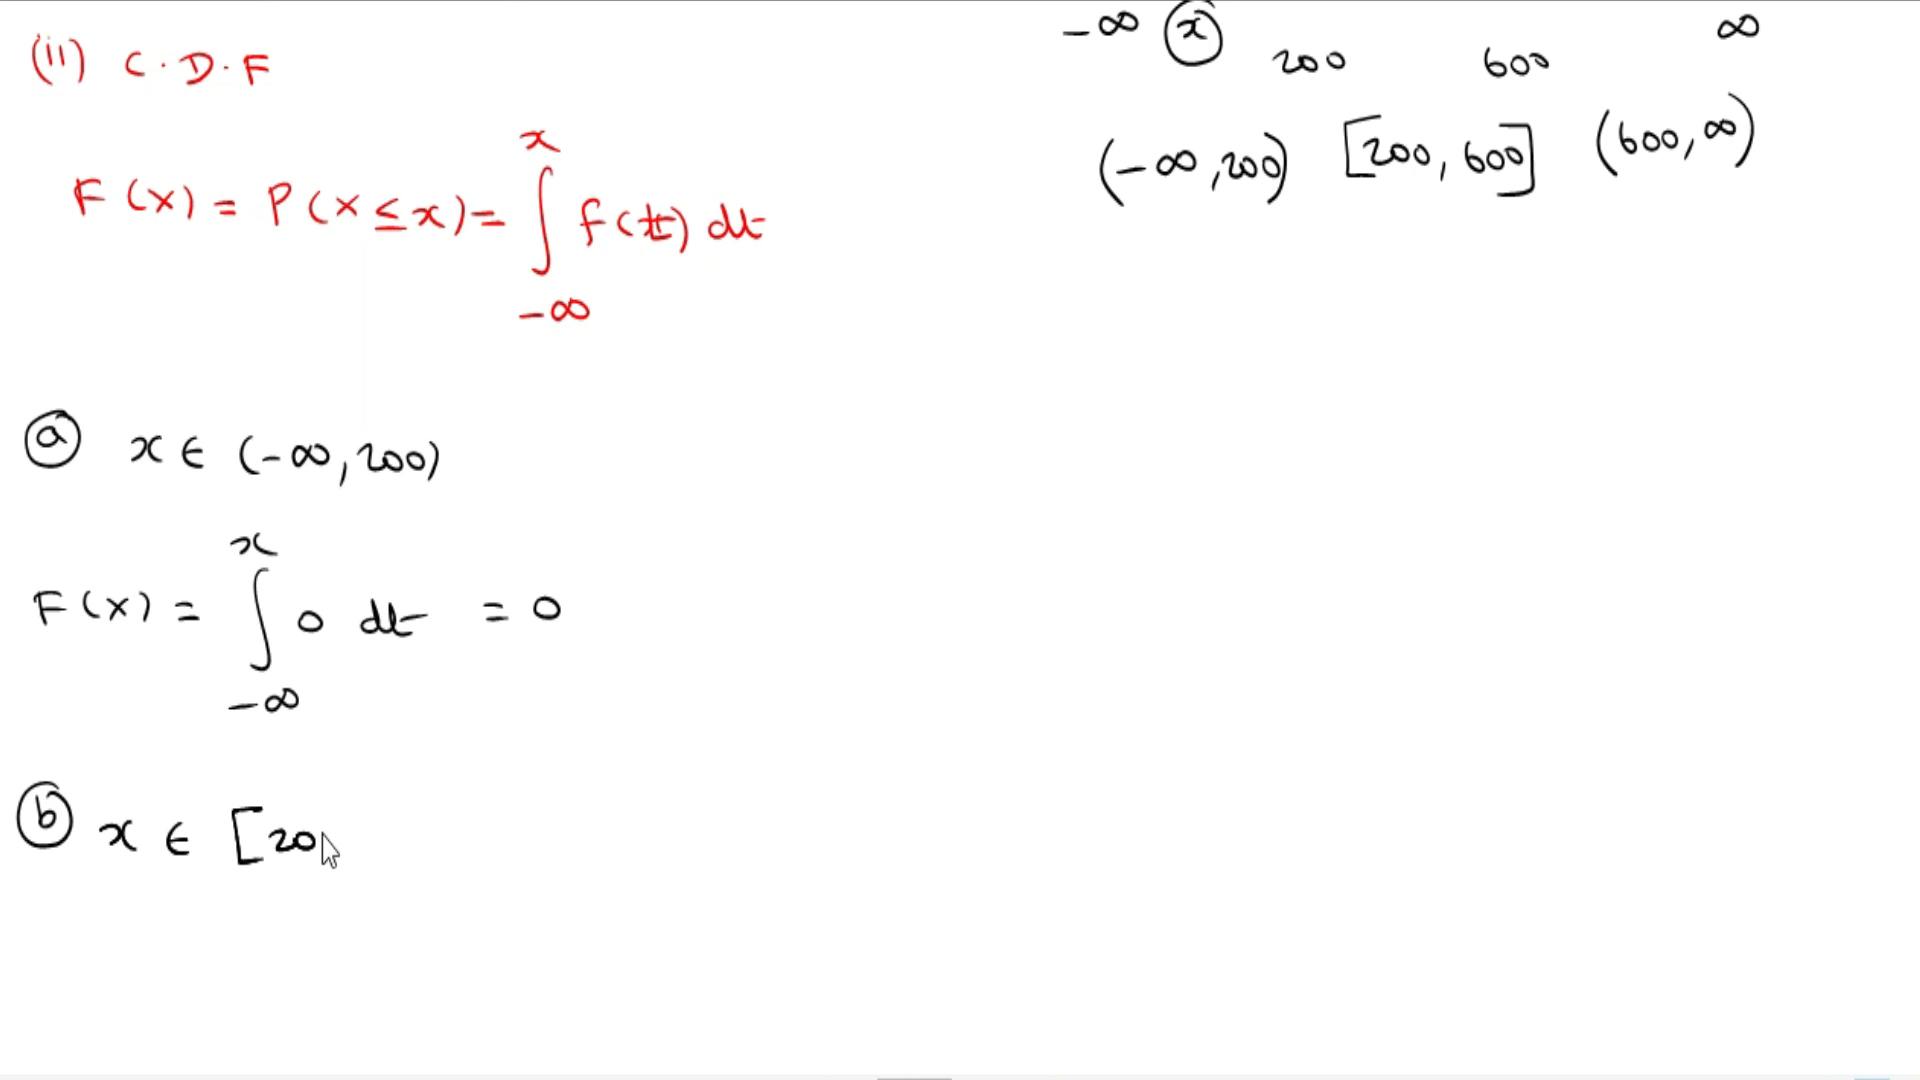 (ii) C.D.F
-∞ (x) 200 600 ∞
(-∞,200) [200, 600] (600,∞)
F(x) = P(x≤x) = ∫_{-∞}^{x} f(t) dt
(a) x ∈ (-∞,200)
F(x) = ∫_{-∞}^{x} 0 dt = 0
(b) x ∈ [20